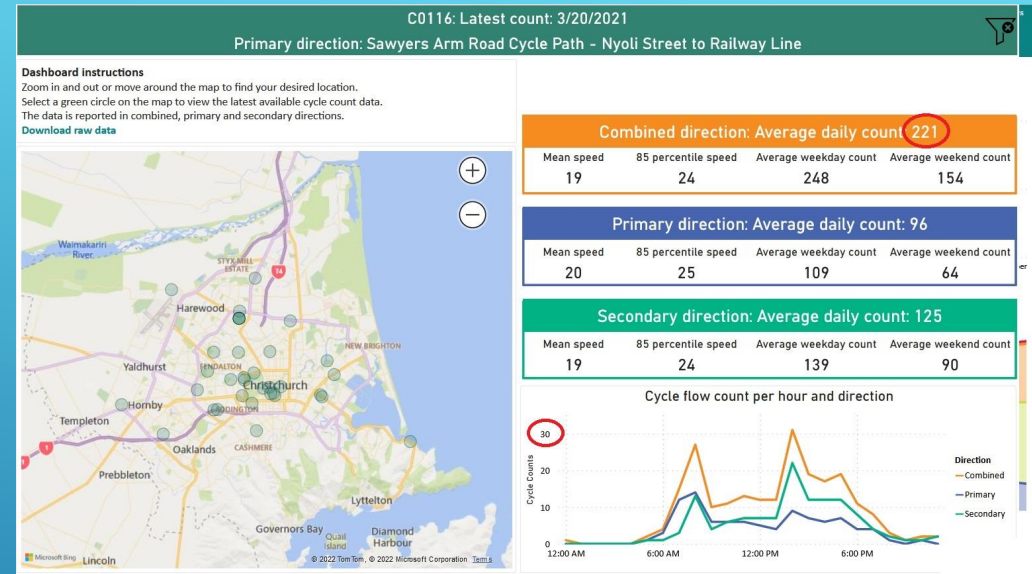 C0116: Latest count: 3/20/2021
Primary direction: Sawyers Arm Road Cycle Path - Nyoli Street to Railway Line
Dashboard instructions
Zoom in and out or move around the map to find your desired location.
Select a green circle on the map to view the latest available cycle count data.
The data is reported in combined, primary and secondary directions.
Download raw data
Combined direction: Average daily count 221
Mean speed 85 percentile speed Average weekday count Average weekend count
19 24 248 154
Primary direction: Average daily count: 96
Mean speed 85 percentile speed Average weekday count Average weekend count
20 25 109 64
Secondary direction: Average daily count: 125
Mean speed 85 percentile speed Average weekday count Average weekend count
19 24 139 90
Waimakariri
River
STYX MILL
ESTATE
74
Harewood
NEW BRIGHTON
Yaldhurst
FENDALTON
Christchurch
Hornby
ADDINGTON
Templeton
1
Oaklands
CASHMERE
Prebbleton
Lyttelton
Governors Bay
Quail
Island
Diamond
Harbour
Lincoln
Microsoft Bing
© 2022 TomTom, © 2022 Microsoft Corporation Terms
Cycle flow count per hour and direction
Cycle Counts
30
20
10
0
12:00 AM 6:00 AM 12:00 PM 6:00 PM
Direction
Combined
Primary
Secondary